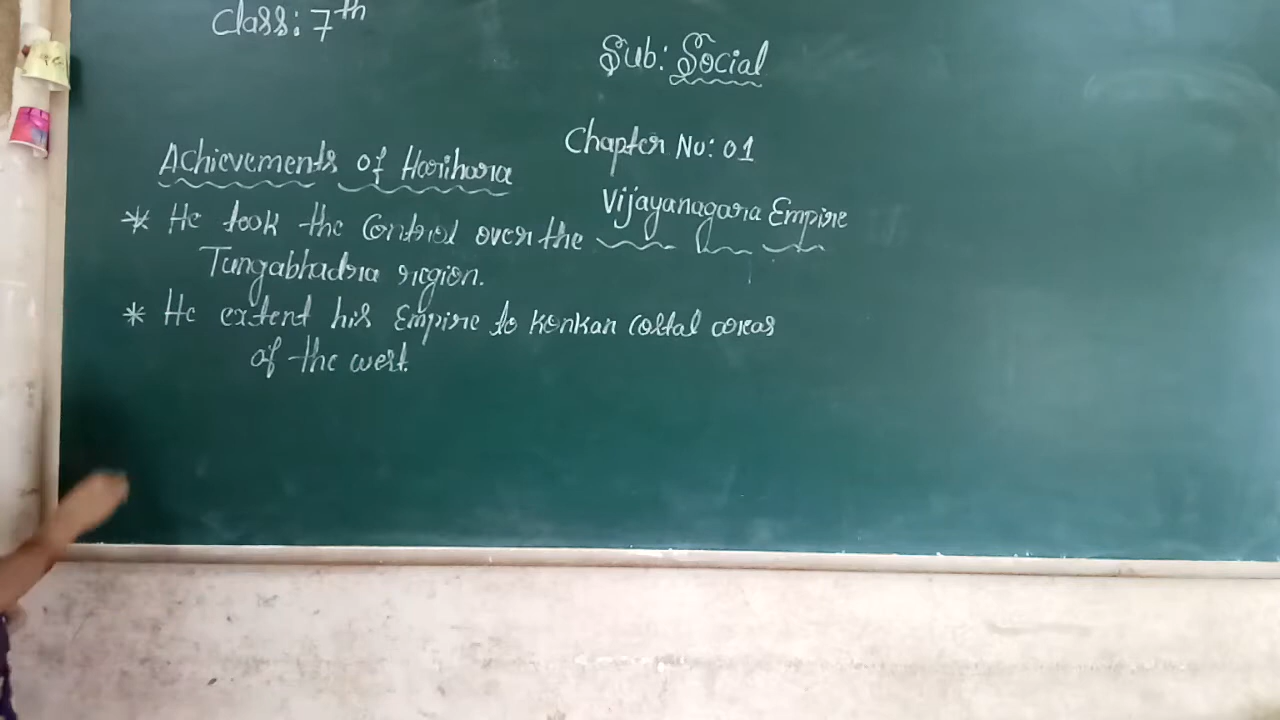 Class: 7th
Sub: Social
Chapter No: 01
Vijayanagara Empire
Achievements of Harihara
* He took the Control over the
Tungabhadra region.
* He extent his Empire to Konkan Costal areas
of the west.